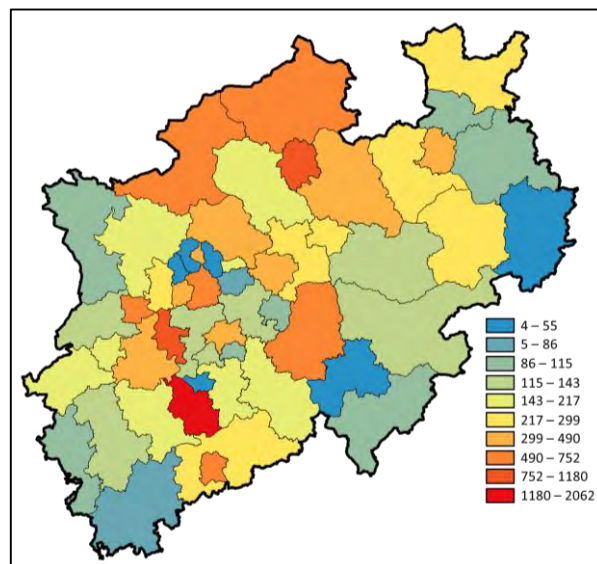 4 – 55
5 – 86
86 – 115
115 – 143
143 – 217
217 – 299
299 – 490
490 – 752
752 – 1180
1180 – 2062